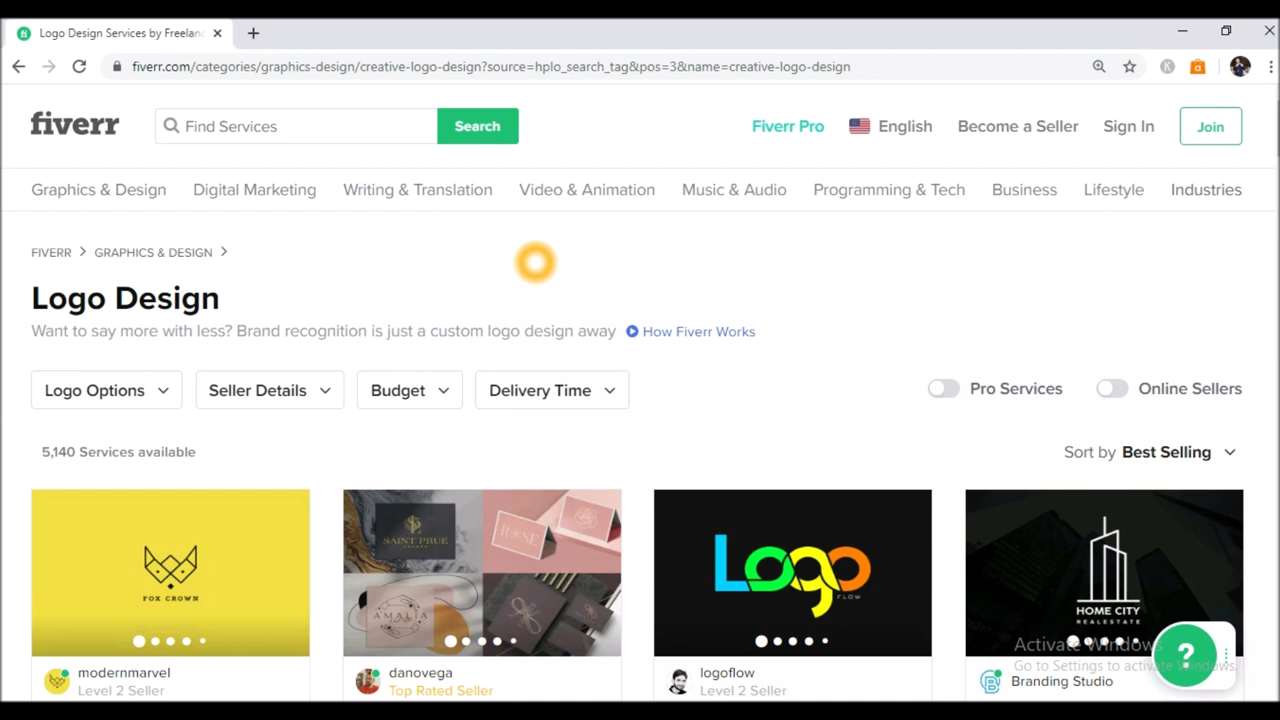 Logo Design Services by Freelanc
fiverr.com/categories/graphics-design/creative-logo-design?source=hplo_search_tag&pos=3&name=creative-logo-design
fiverr
Find Services
Search
Fiverr Pro
English
Become a Seller
Sign In
Join
Graphics & Design
Digital Marketing
Writing & Translation
Video & Animation
Music & Audio
Programming & Tech
Business
Lifestyle
Industries
FIVERR > GRAPHICS & DESIGN >
Logo Design
Want to say more with less? Brand recognition is just a custom logo design away
How Fiverr Works
Logo Options
Seller Details
Budget
Delivery Time
Pro Services
Online Sellers
5,140 Services available
Sort by Best Selling
FOX CROWN
SAINT PRUE
ROSE
AMALIA
Logo
FLOW
HOME CITY
REALESTATE
Activate Windows
Go to Settings to activate Windows.
?
modernmarvel
Level 2 Seller
danovega
Top Rated Seller
logoflow
Level 2 Seller
Branding Studio